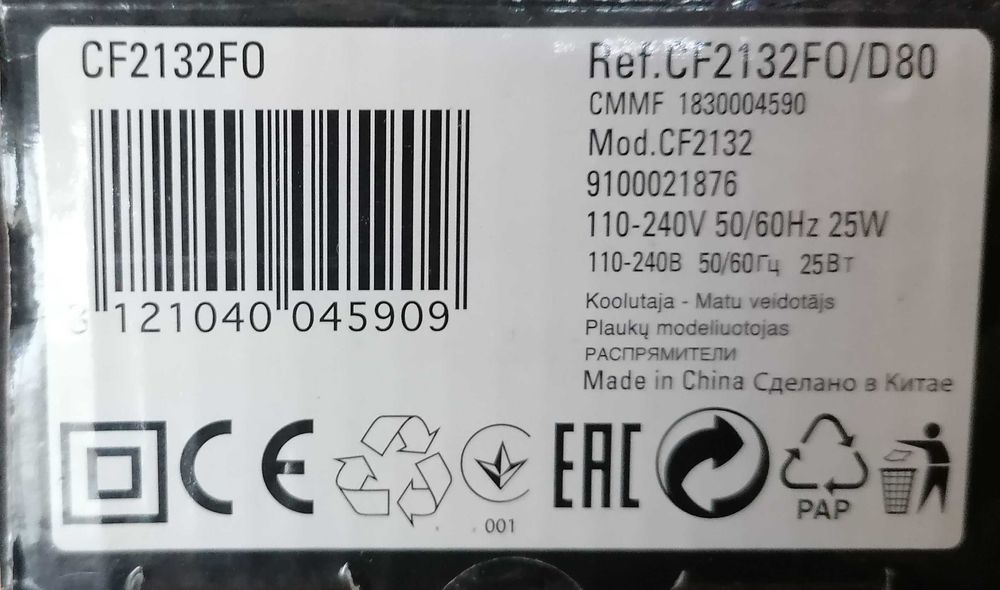 CF2132FO
3 121040 045909
Ref.CF2132FO/D80
CMMF 1830004590
Mod.CF2132
9100021876
110-240V 50/60Hz 25W
110-240В 50/60Гц 25Вт
Koolutaja - Matu veidotājs
Plaukų modeliuotojas
РАСПРЯМИТЕЛИ
Made in China Сделано в Китае
CE
001
EAC
PAP